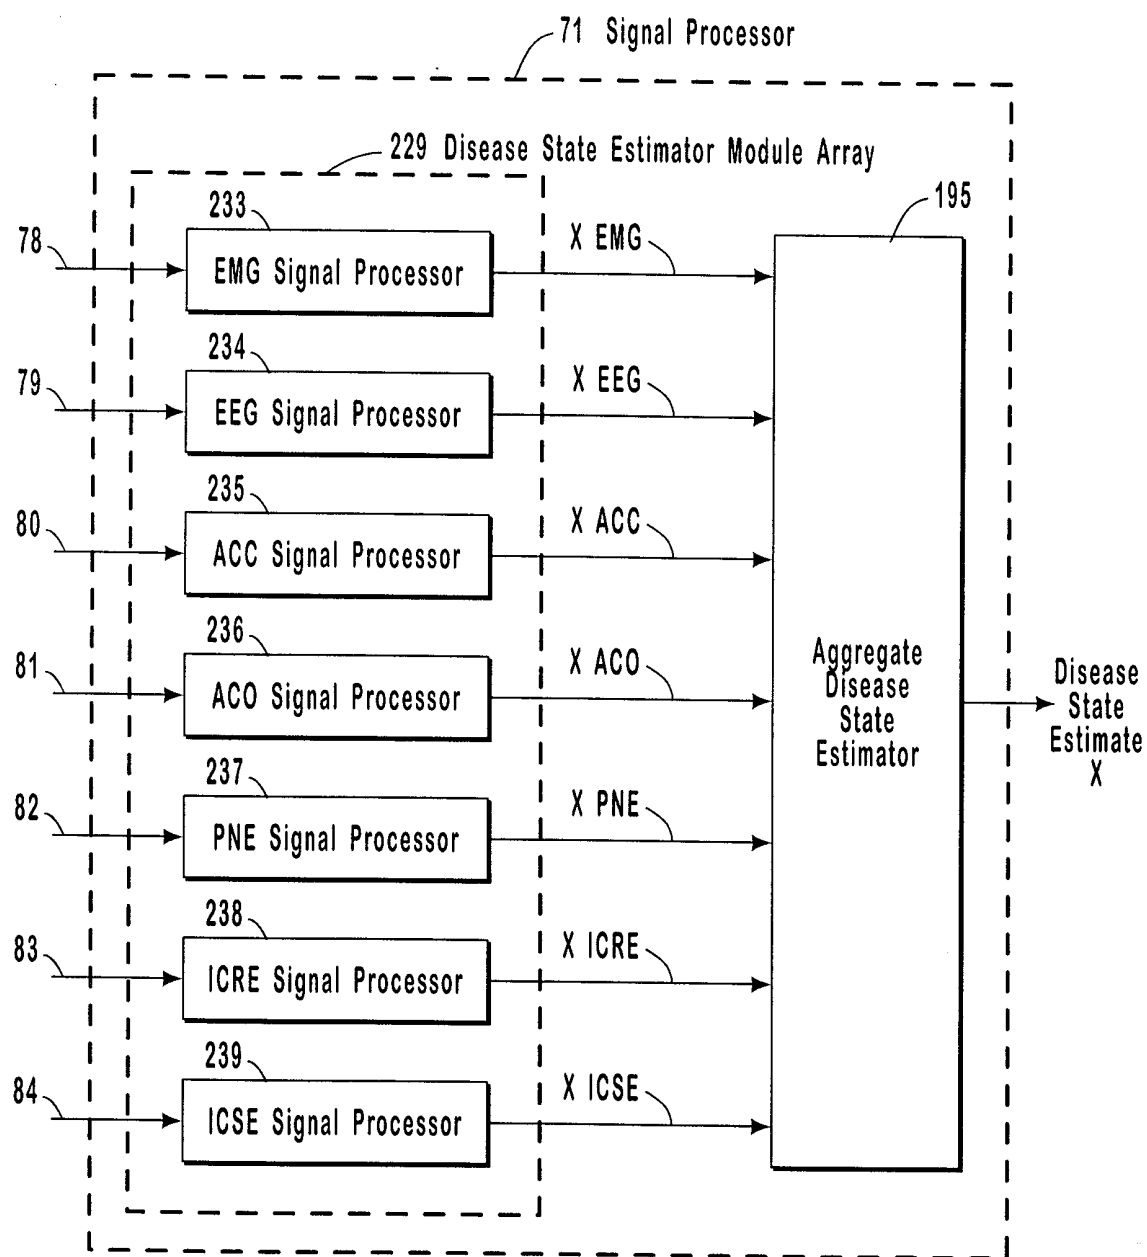 71 Signal Processor
229 Disease State Estimator Module Array
195
233
78
EMG Signal Processor
X EMG
234
79
EEG Signal Processor
X EEG
235
80
ACC Signal Processor
X ACC
236
81
ACO Signal Processor
X ACO
Aggregate
Disease
State
Estimator
Disease
State
Estimate
X
237
82
PNE Signal Processor
X PNE
238
83
ICRE Signal Processor
X ICRE
239
84
ICSE Signal Processor
X ICSE